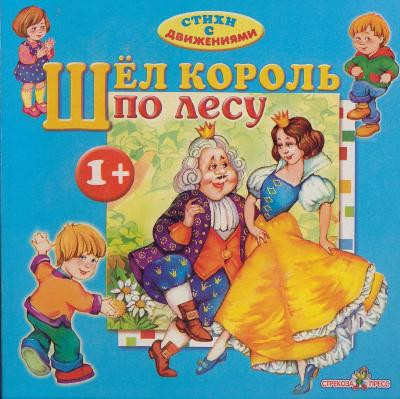 СТИХИ С
ДВИЖЕНИЯМИ
ШЁЛ КОРОЛЬ
ПО ЛЕСУ
1+
СТРЕКОЗА ПРЕСС